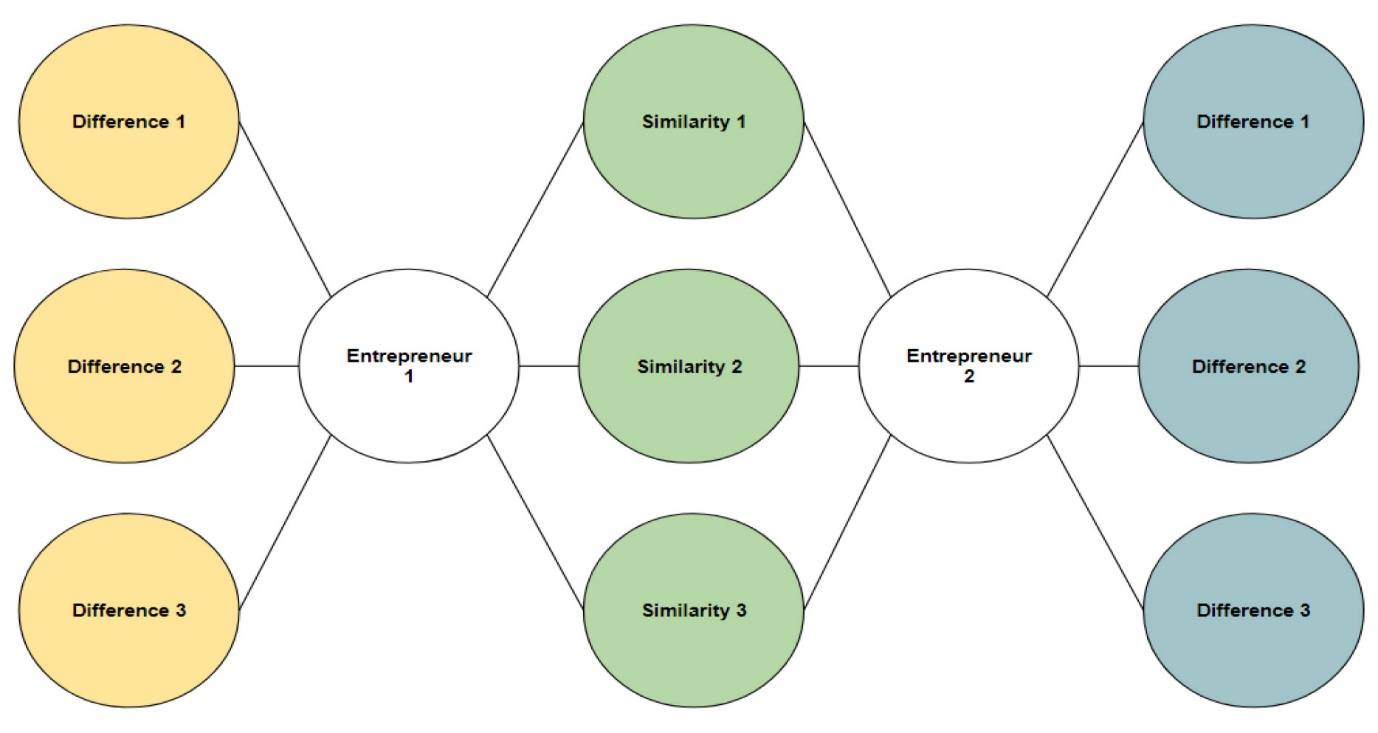 Difference 1
Similarity 1
Difference 1
Difference 2
Entrepreneur
1
Similarity 2
Entrepreneur
2
Difference 2
Difference 3
Similarity 3
Difference 3